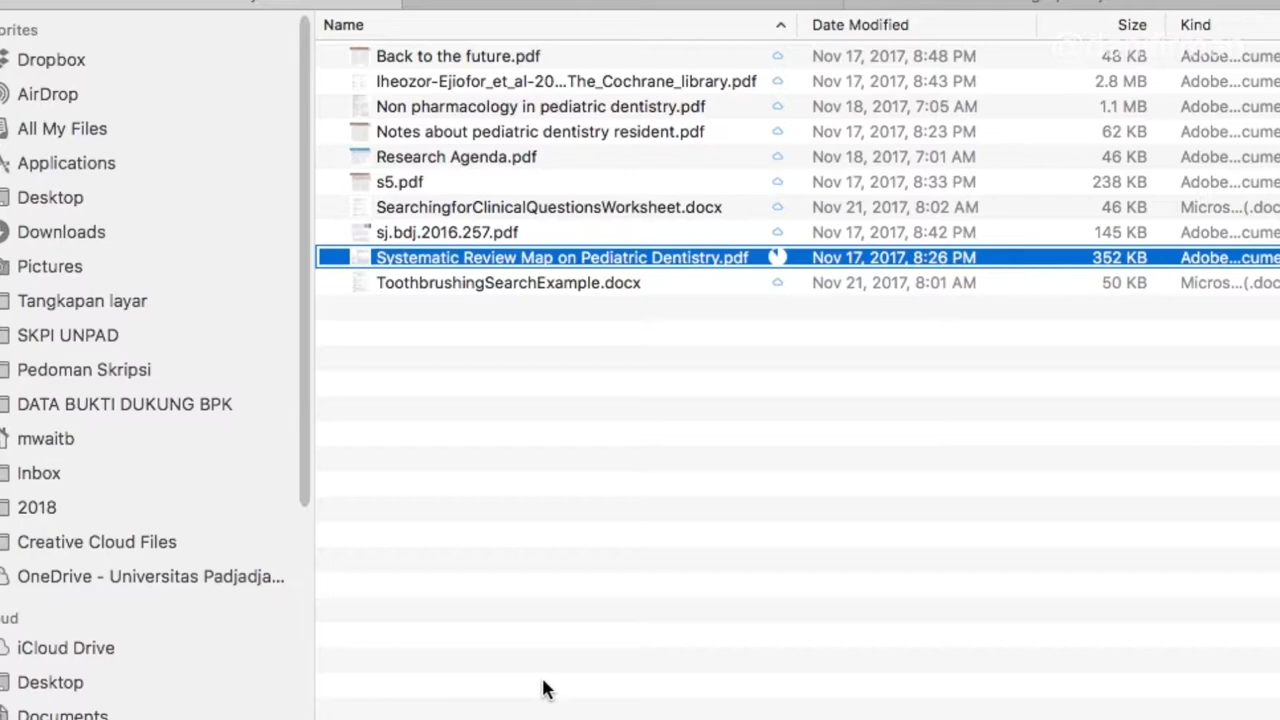 Name Date Modified Size Kind
orites
Dropbox
AirDrop
All My Files
Applications
Desktop
Downloads
Pictures
Tangkapan layar
SKPI UNPAD
Pedoman Skripsi
DATA BUKTI DUKUNG BPK
mwaitb
Inbox
2018
Creative Cloud Files
OneDrive - Universitas Padjadja...
oud
iCloud Drive
Desktop
Documents
Back to the future.pdf Nov 17, 2017, 8:48 PM 48 KB Adobe...cume
Iheozor-Ejiofor_et_al-20...The_Cochrane_library.pdf Nov 17, 2017, 8:43 PM 2.8 MB Adobe...cume
Non pharmacology in pediatric dentistry.pdf Nov 18, 2017, 7:05 AM 1.1 MB Adobe...cume
Notes about pediatric dentistry resident.pdf Nov 17, 2017, 8:23 PM 62 KB Adobe...cume
Research Agenda.pdf Nov 18, 2017, 7:01 AM 46 KB Adobe...cume
s5.pdf Nov 17, 2017, 8:33 PM 238 KB Adobe...cume
SearchingforClinicalQuestionsWorksheet.docx Nov 21, 2017, 8:02 AM 46 KB Micros...(.doc
sj.bdj.2016.257.pdf Nov 17, 2017, 8:42 PM 145 KB Adobe...cume
Systematic Review Map on Pediatric Dentistry.pdf Nov 17, 2017, 8:26 PM 352 KB Adobe...cume
ToothbrushingSearchExample.docx Nov 21, 2017, 8:01 AM 50 KB Micros...(.doc